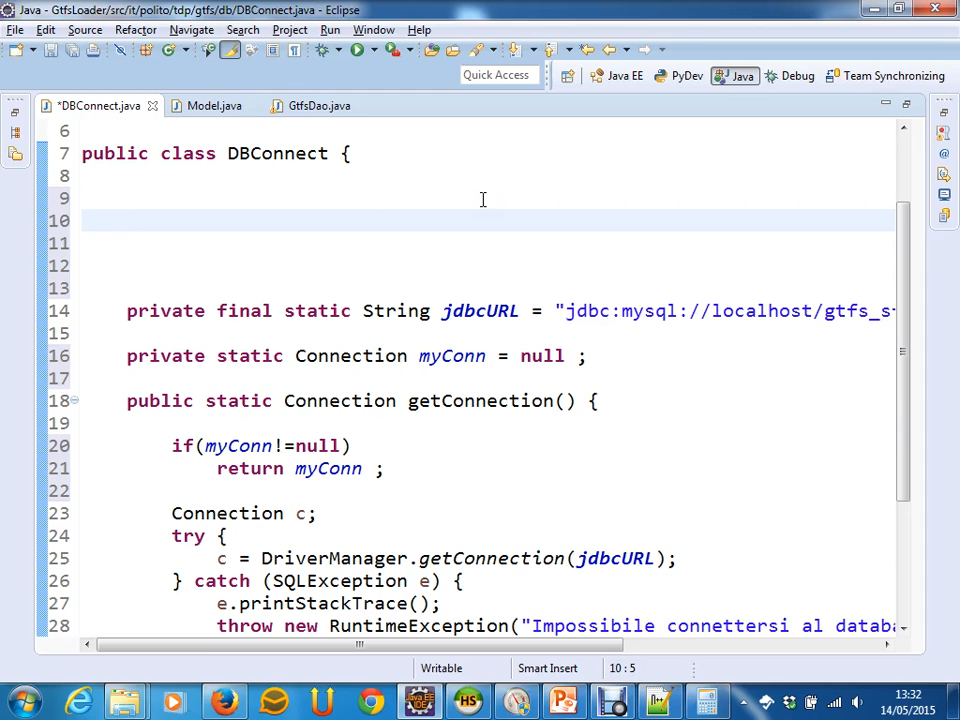 Java - GtfsLoader/src/it/polito/tdp/gtfs/db/DBConnect.java - Eclipse
File Edit Source Refactor Navigate Search Project Run Window Help
Quick Access Java EE PyDev Java Debug Team Synchronizing
*DBConnect.java Model.java GtfsDao.java
6
7 public class DBConnect {
8
9
10
11
12
13
14 private final static String jdbcURL = "jdbc:mysql://localhost/gtfs_s
15
16 private static Connection myConn = null ;
17
18 public static Connection getConnection() {
19
20 if(myConn!=null)
21 return myConn ;
22
23 Connection c;
24 try {
25 c = DriverManager.getConnection(jdbcURL);
26 } catch (SQLException e) {
27 e.printStackTrace();
28 throw new RuntimeException("Impossibile connettersi al databa
Writable Smart Insert 10 : 5
13:32
14/05/2015